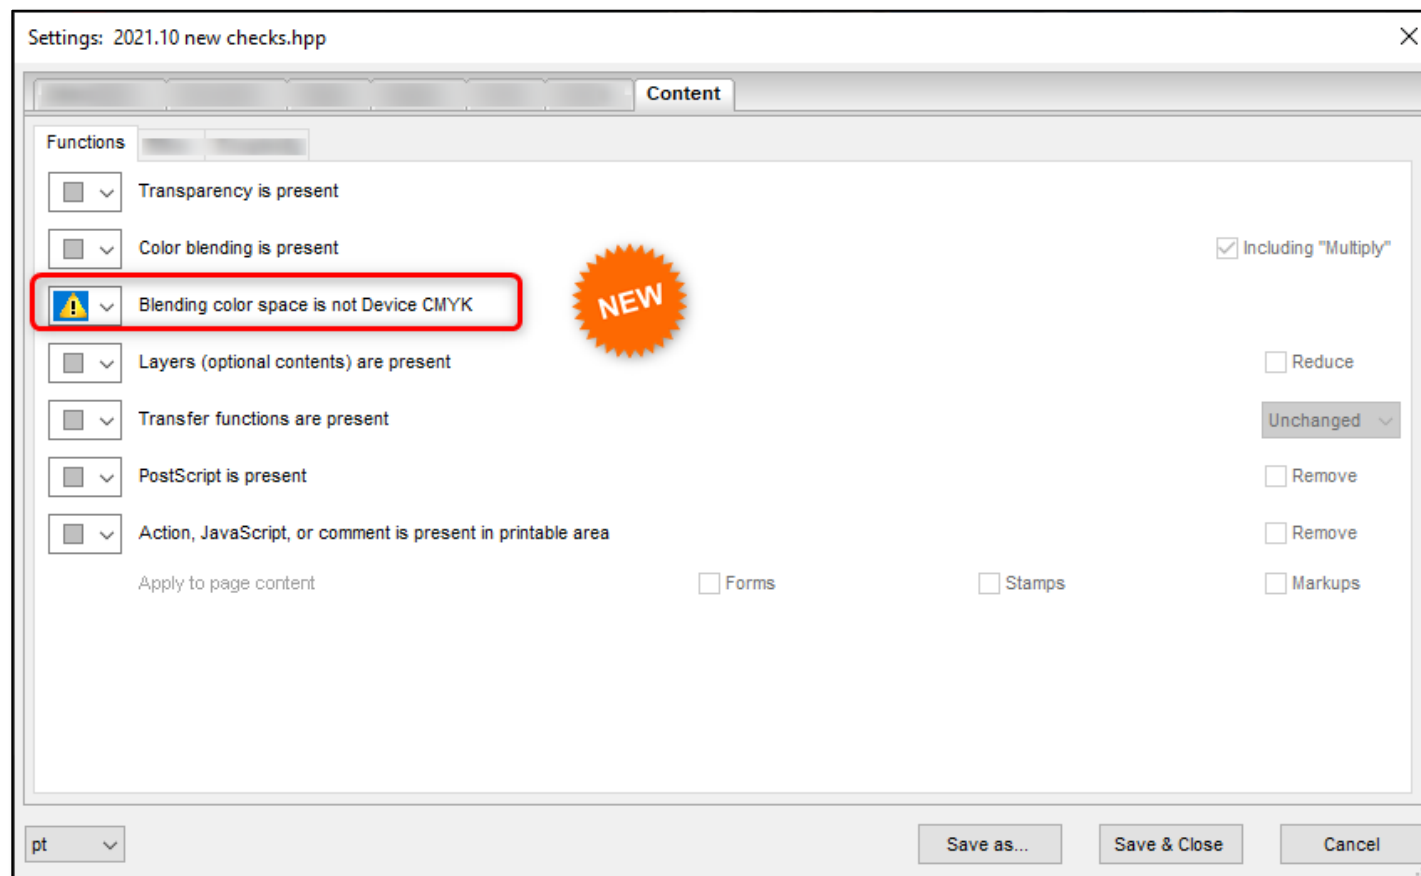 Settings: 2021.10 new checks.hpp
Content
Functions
Transparency is present
Color blending is present
Including "Multiply"
Blending color space is not Device CMYK
NEW
Layers (optional contents) are present
Reduce
Transfer functions are present
Unchanged
PostScript is present
Remove
Action, JavaScript, or comment is present in printable area
Remove
Apply to page content
Forms
Stamps
Markups
pt
Save as...
Save & Close
Cancel